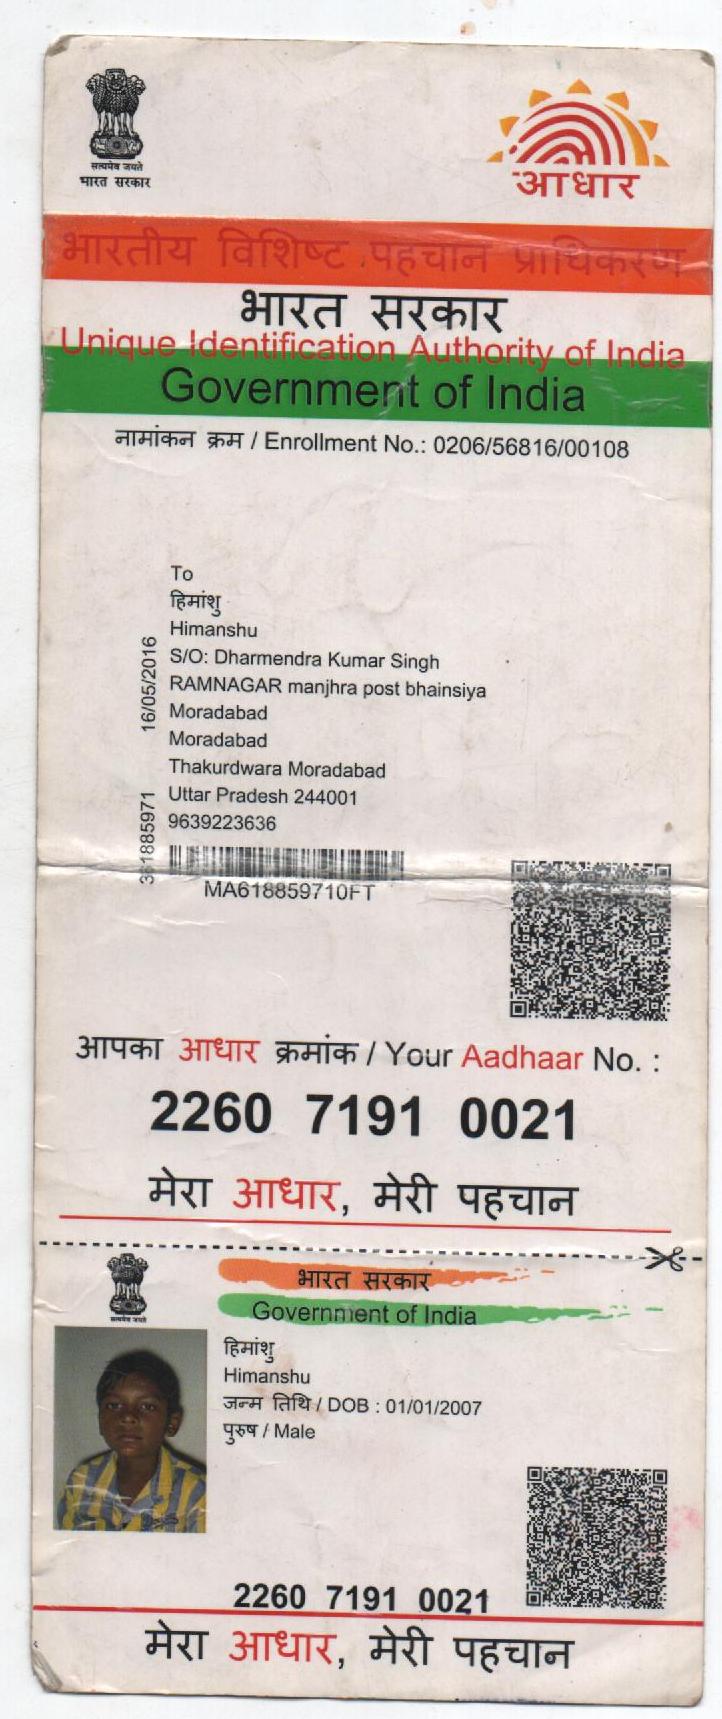 सत्यमेव जयते
भारत सरकार
आधार
भारतीय विशिष्ट पहचान प्राधिकरण
भारत सरकार
Unique Identification Authority of India
Government of India
नामांकन क्रम / Enrollment No.: 0206/56816/00108
To
हिमांशु
Himanshu
S/O: Dharmendra Kumar Singh
RAMNAGAR manjhra post bhainsiya
Moradabad
Moradabad
Thakurdwara Moradabad
Uttar Pradesh 244001
9639223636
16/05/2016
MA618859710FT
आपका आधार क्रमांक / Your Aadhaar No. :
2260 7191 0021
मेरा आधार, मेरी पहचान
सत्यमेव जयते
भारत सरकार
Government of India
हिमांशु
Himanshu
जन्म तिथि / DOB : 01/01/2007
पुरुष / Male
2260 7191 0021
मेरा आधार, मेरी पहचान